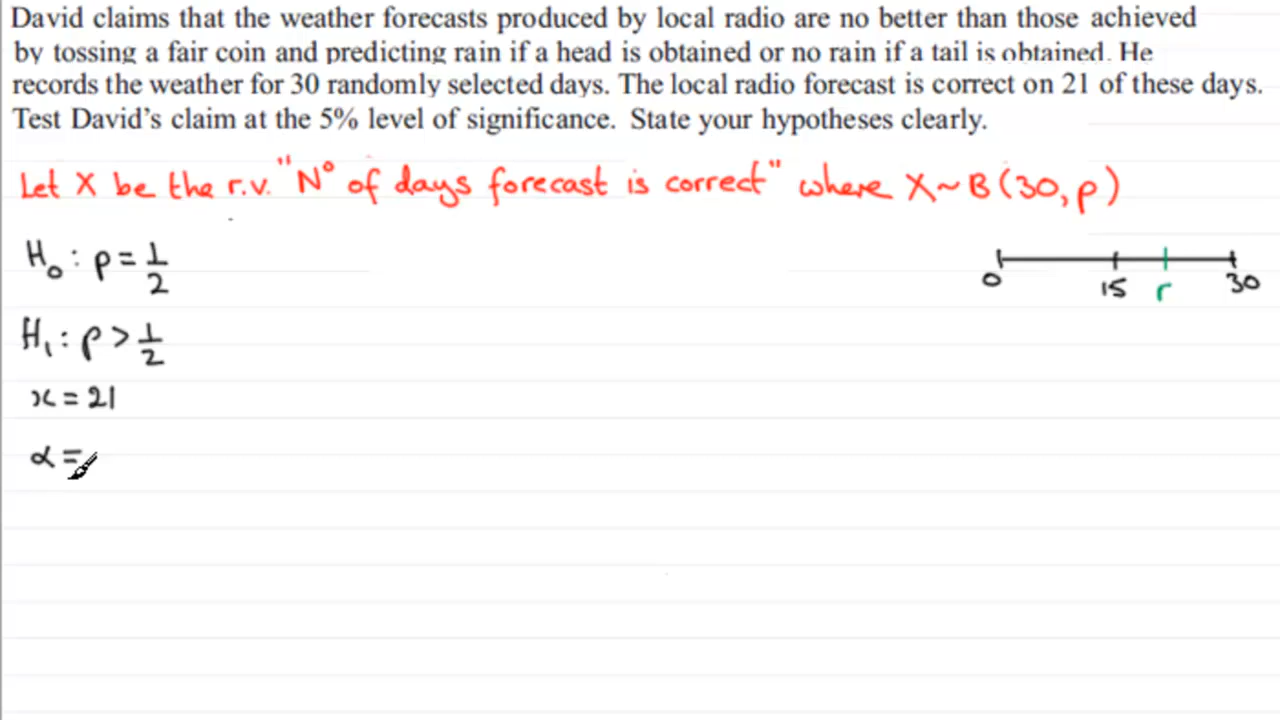 David claims that the weather forecasts produced by local radio are no better than those achieved
by tossing a fair coin and predicting rain if a head is obtained or no rain if a tail is obtained. He
records the weather for 30 randomly selected days. The local radio forecast is correct on 21 of these days.
Test David's claim at the 5% level of significance. State your hypotheses clearly.
Let X be the r.v. "Nº of days forecast is correct" where X~B(30, p)
H₀ : p = 1/2
0 15 r 30
H₁ : p > 1/2
x = 21
α =